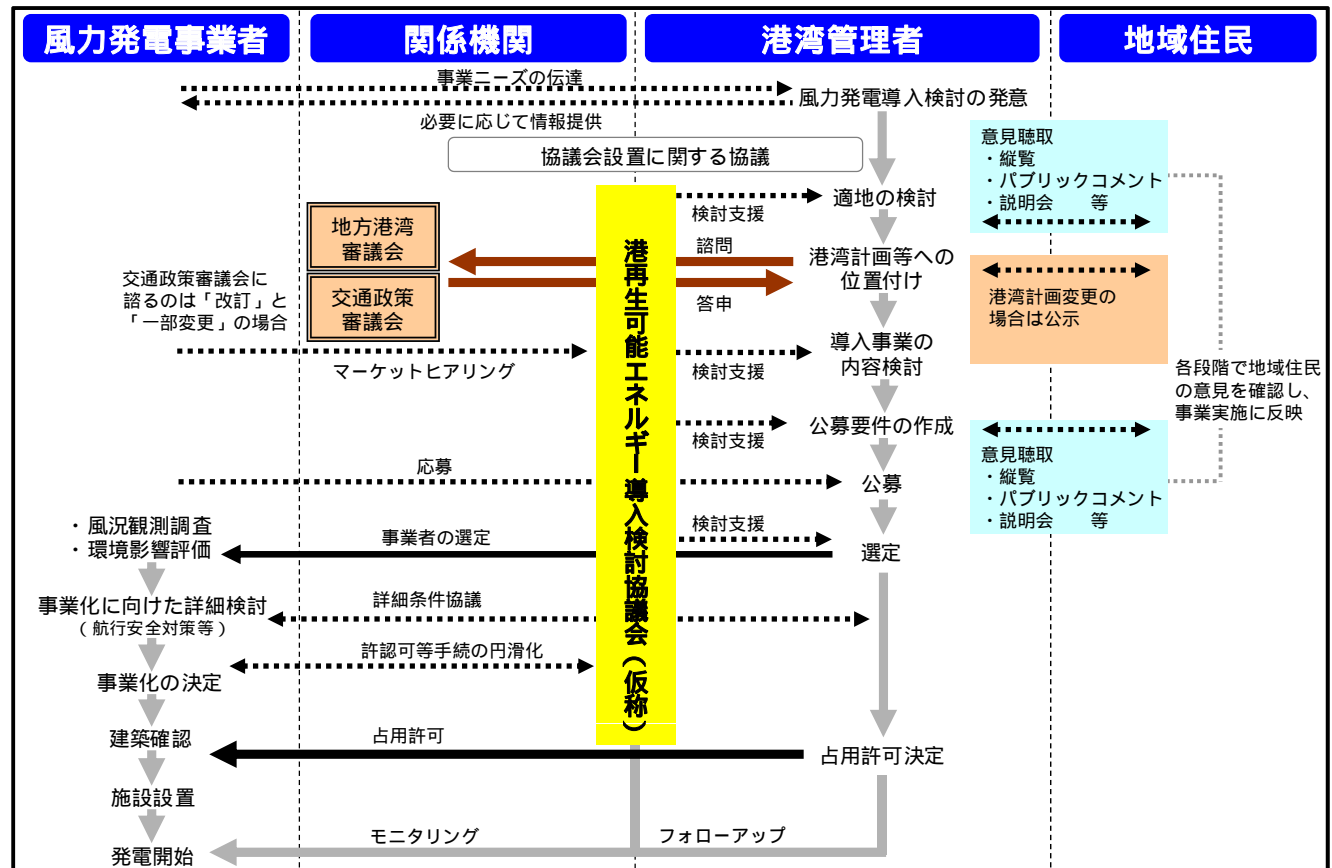 風力発電事業者
関係機関
港湾管理者
地域住民
事業ニーズの伝達
風力発電導入検討の発意
必要に応じて情報提供
協議会設置に関する協議
意見聴取
・縦覧
・パブリックコメント
・説明会 等
適地の検討
検討支援
地方港湾
審議会
諮問
港湾計画等への
位置付け
交通政策審議会に
諮るのは「改訂」と
「一部変更」の場合
交通政策
審議会
答申
港湾計画変更の
場合は公示
港再生可能エネルギー導入検討協議会（仮称）
導入事業の
内容検討
マーケットヒアリング
検討支援
各段階で地域住民
の意見を確認し、
事業実施に反映
公募要件の作成
検討支援
意見聴取
・縦覧
・パブリックコメント
・説明会 等
応募
公募
・風況観測調査
・環境影響評価
事業者の選定
検討支援
選定
事業化に向けた詳細検討
（航行安全対策等）
詳細条件協議
許認可等手続の円滑化
事業化の決定
建築確認
占用許可
占用許可決定
施設設置
モニタリング
フォローアップ
発電開始